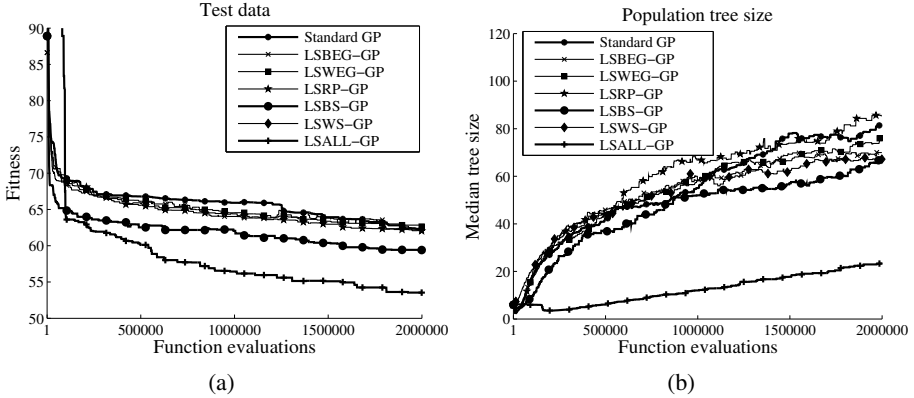 Test data
90
85
80
75
70
65
60
55
50
Fitness
Standard GP
LSBEG−GP
LSWEG−GP
LSRP−GP
LSBS−GP
LSWS−GP
LSALL−GP
1
500000
1000000
1500000
2000000
Function evaluations
(a)
Population tree size
120
100
80
60
40
20
0
Median tree size
Standard GP
LSBEG−GP
LSWEG−GP
LSRP−GP
LSBS−GP
LSWS−GP
LSALL−GP
1
500000
1000000
1500000
2000000
Function evaluations
(b)